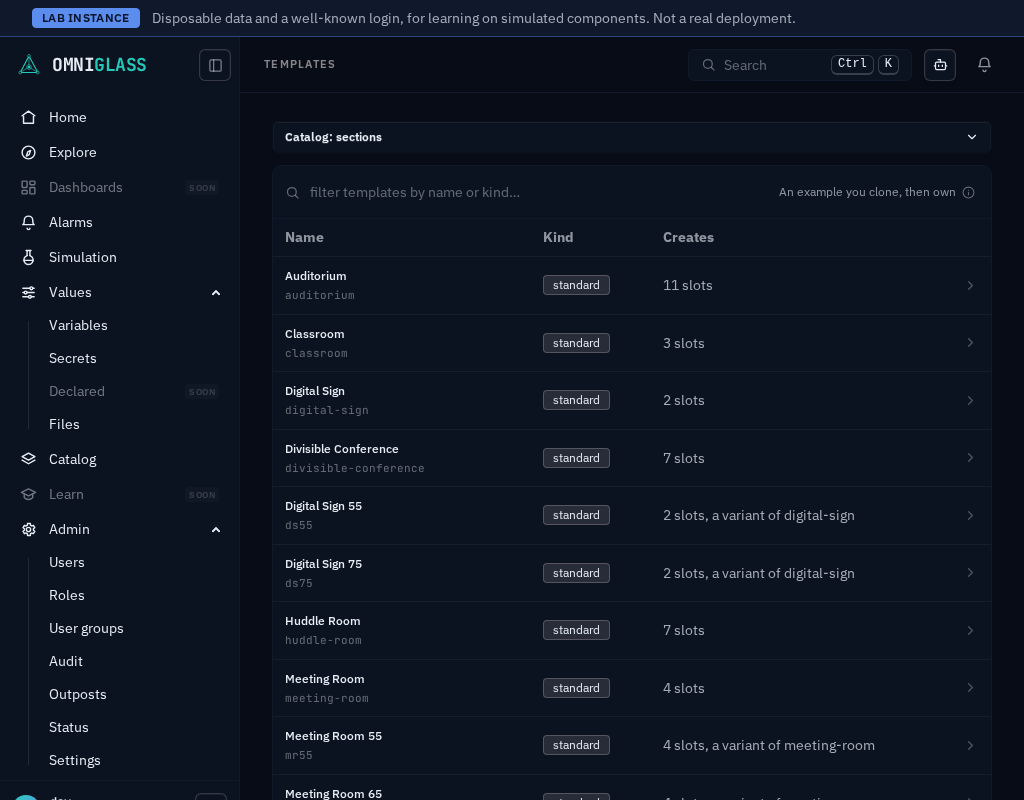 LAB INSTANCE Disposable data and a well-known login, for learning on simulated components. Not a real deployment.
OMNIGLASS
TEMPLATES
Search
Ctrl K
Home
Explore
Dashboards SOON
Alarms
Simulation
Values
Variables
Secrets
Declared SOON
Files
Catalog
Learn SOON
Admin
Users
Roles
User groups
Audit
Outposts
Status
Settings
Catalog: sections
filter templates by name or kind...
An example you clone, then own
Name Kind Creates
Auditorium
auditorium
standard
11 slots
Classroom
classroom
standard
3 slots
Digital Sign
digital-sign
standard
2 slots
Divisible Conference
divisible-conference
standard
7 slots
Digital Sign 55
ds55
standard
2 slots, a variant of digital-sign
Digital Sign 75
ds75
standard
2 slots, a variant of digital-sign
Huddle Room
huddle-room
standard
7 slots
Meeting Room
meeting-room
standard
4 slots
Meeting Room 55
mr55
standard
4 slots, a variant of meeting-room
Meeting Room 65